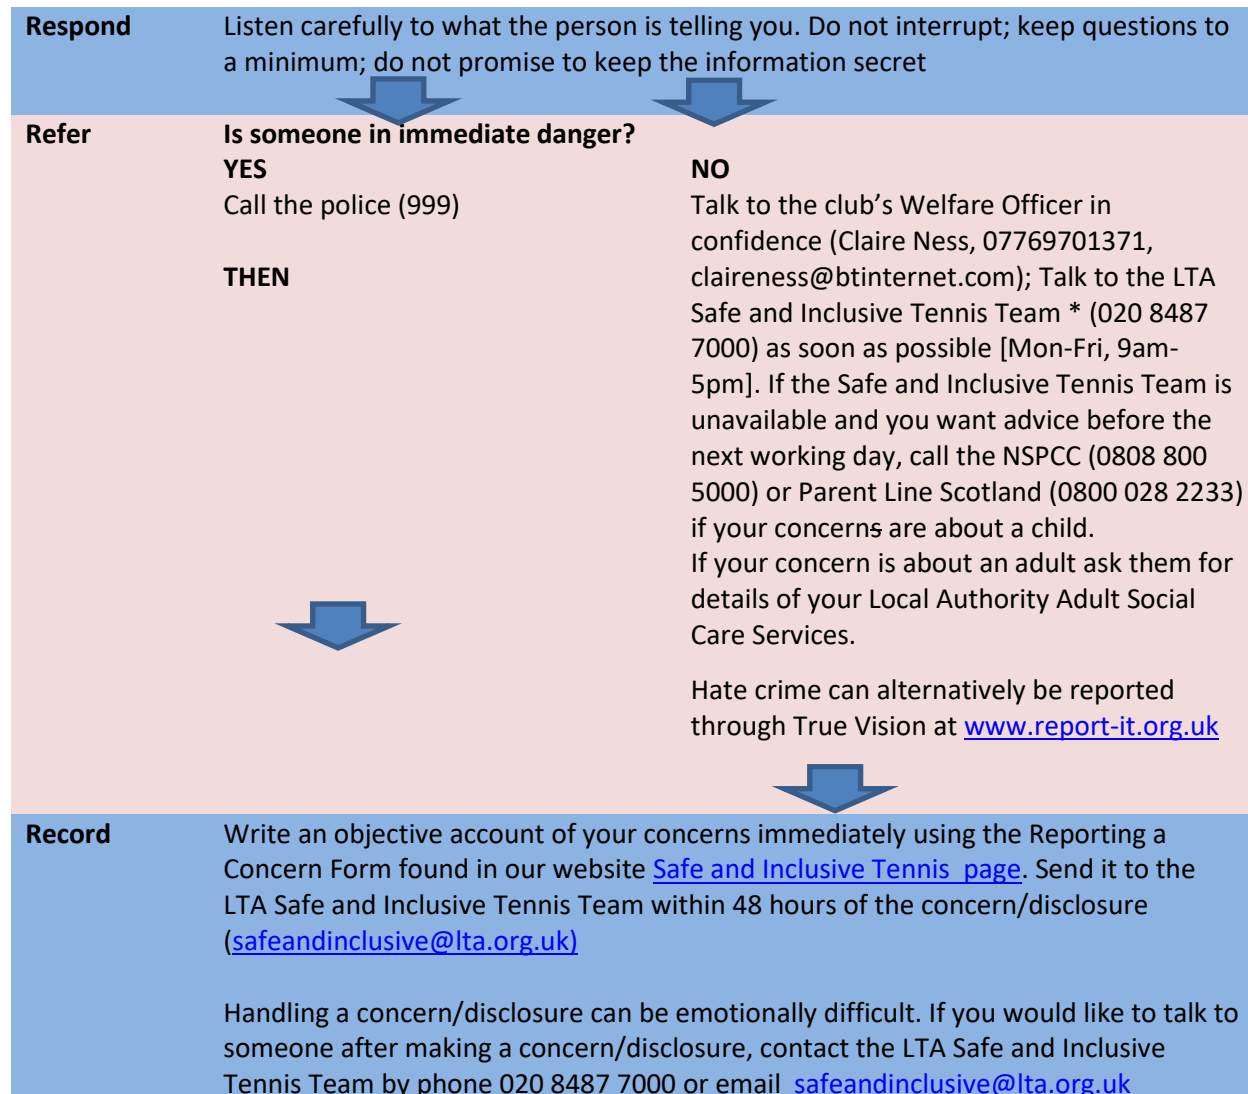 Respond Listen carefully to what the person is telling you. Do not interrupt; keep questions to
a minimum; do not promise to keep the information secret
Refer Is someone in immediate danger?
YES
Call the police (999)
THEN
NO
Talk to the club’s Welfare Officer in
confidence (Claire Ness, 07769701371,
claireness@btinternet.com); Talk to the LTA
Safe and Inclusive Tennis Team * (020 8487
7000) as soon as possible [Mon-Fri, 9am-
5pm]. If the Safe and Inclusive Tennis Team is
unavailable and you want advice before the
next working day, call the NSPCC (0808 800
5000) or Parent Line Scotland (0800 028 2233)
if your concerns are about a child.
If your concern is about an adult ask them for
details of your Local Authority Adult Social
Care Services.
Hate crime can alternatively be reported
through True Vision at www.report-it.org.uk
Record Write an objective account of your concerns immediately using the Reporting a
Concern Form found in our website Safe and Inclusive Tennis  page. Send it to the
LTA Safe and Inclusive Tennis Team within 48 hours of the concern/disclosure
(safeandinclusive@lta.org.uk)
Handling a concern/disclosure can be emotionally difficult. If you would like to talk to
someone after making a concern/disclosure, contact the LTA Safe and Inclusive
Tennis Team by phone 020 8487 7000 or email  safeandinclusive@lta.org.uk